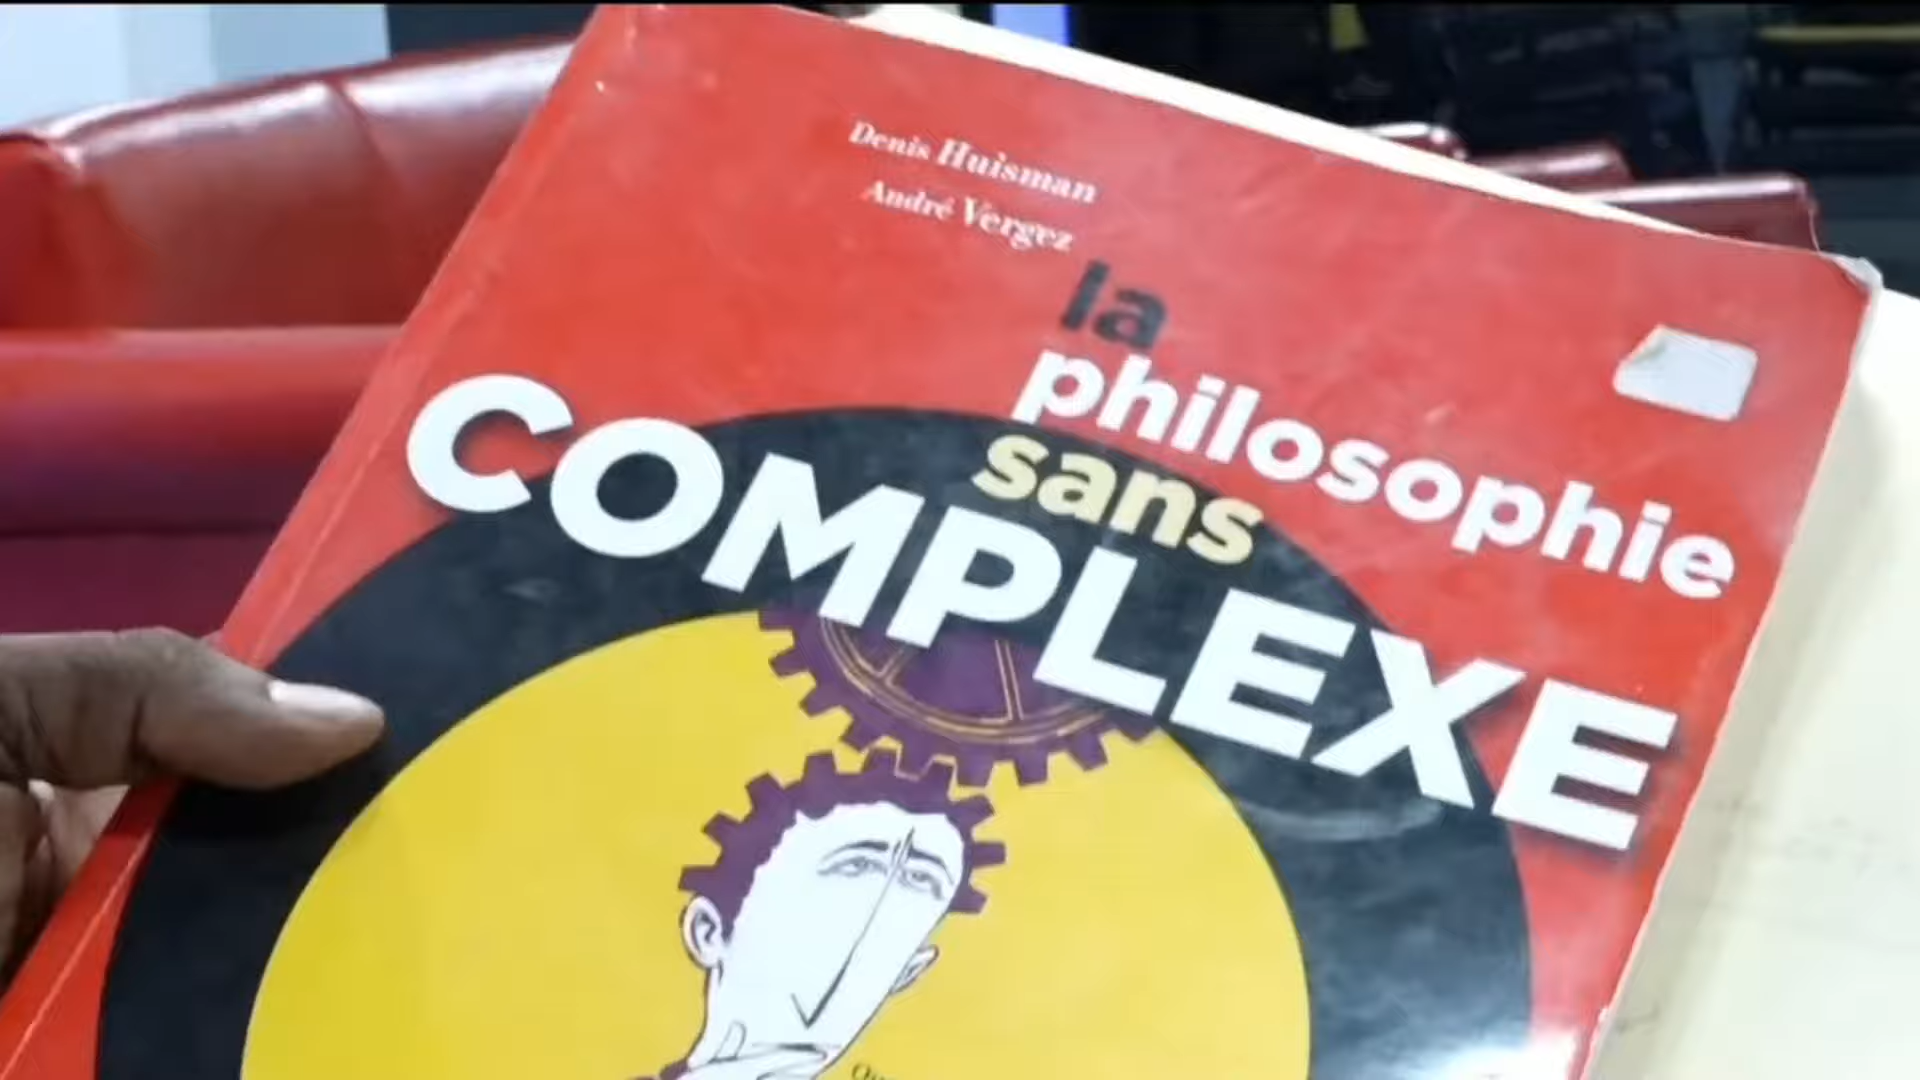 Denis Huisman
André Vergez
la
philosophie
sans
COMPLEXE